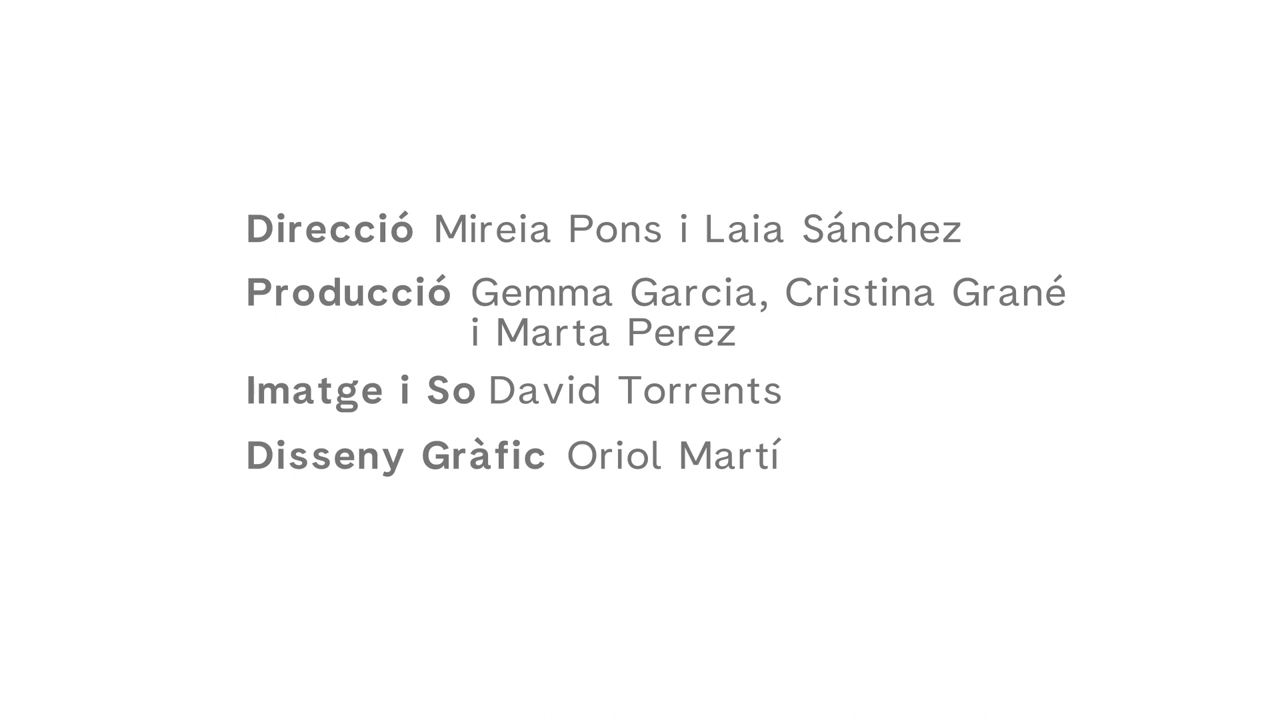 Direcció Mireia Pons i Laia Sánchez
Producció Gemma Garcia, Cristina Grané
i Marta Perez
Imatge i So David Torrents
Disseny Gràfic Oriol Martí